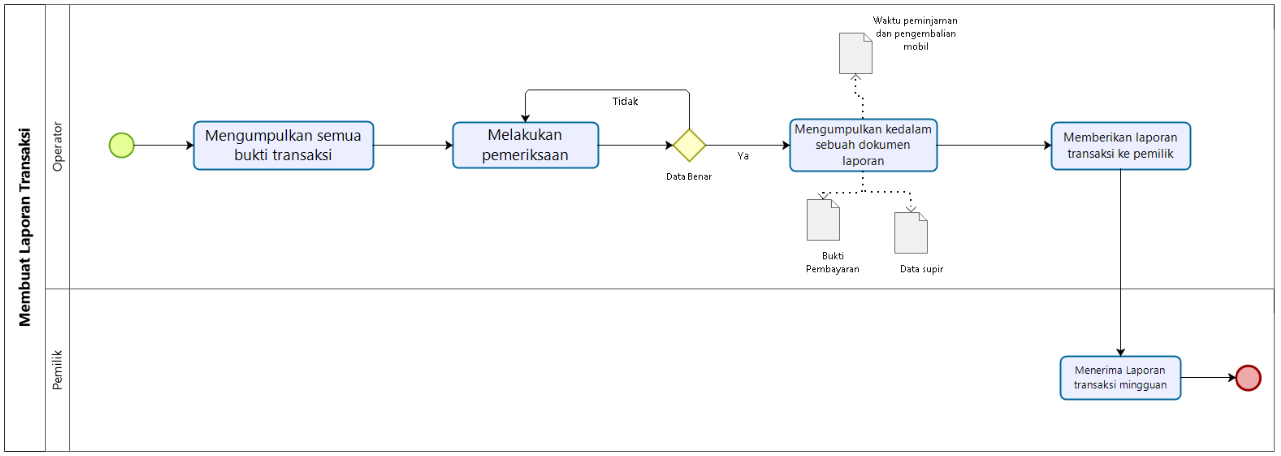 Membuat Laporan Transaksi
Operator
Mengumpulkan semua
bukti transaksi
Melakukan
pemeriksaan
Tidak
Data Benar
Ya
Waktu peminjaman
dan pengembalian
mobil
Mengumpulkan kedalam
sebuah dokumen
laporan
Bukti
Pembayaran
Data supir
Memberikan laporan
transaksi ke pemilik
Pemilik
Menerima Laporan
transaksi mingguan